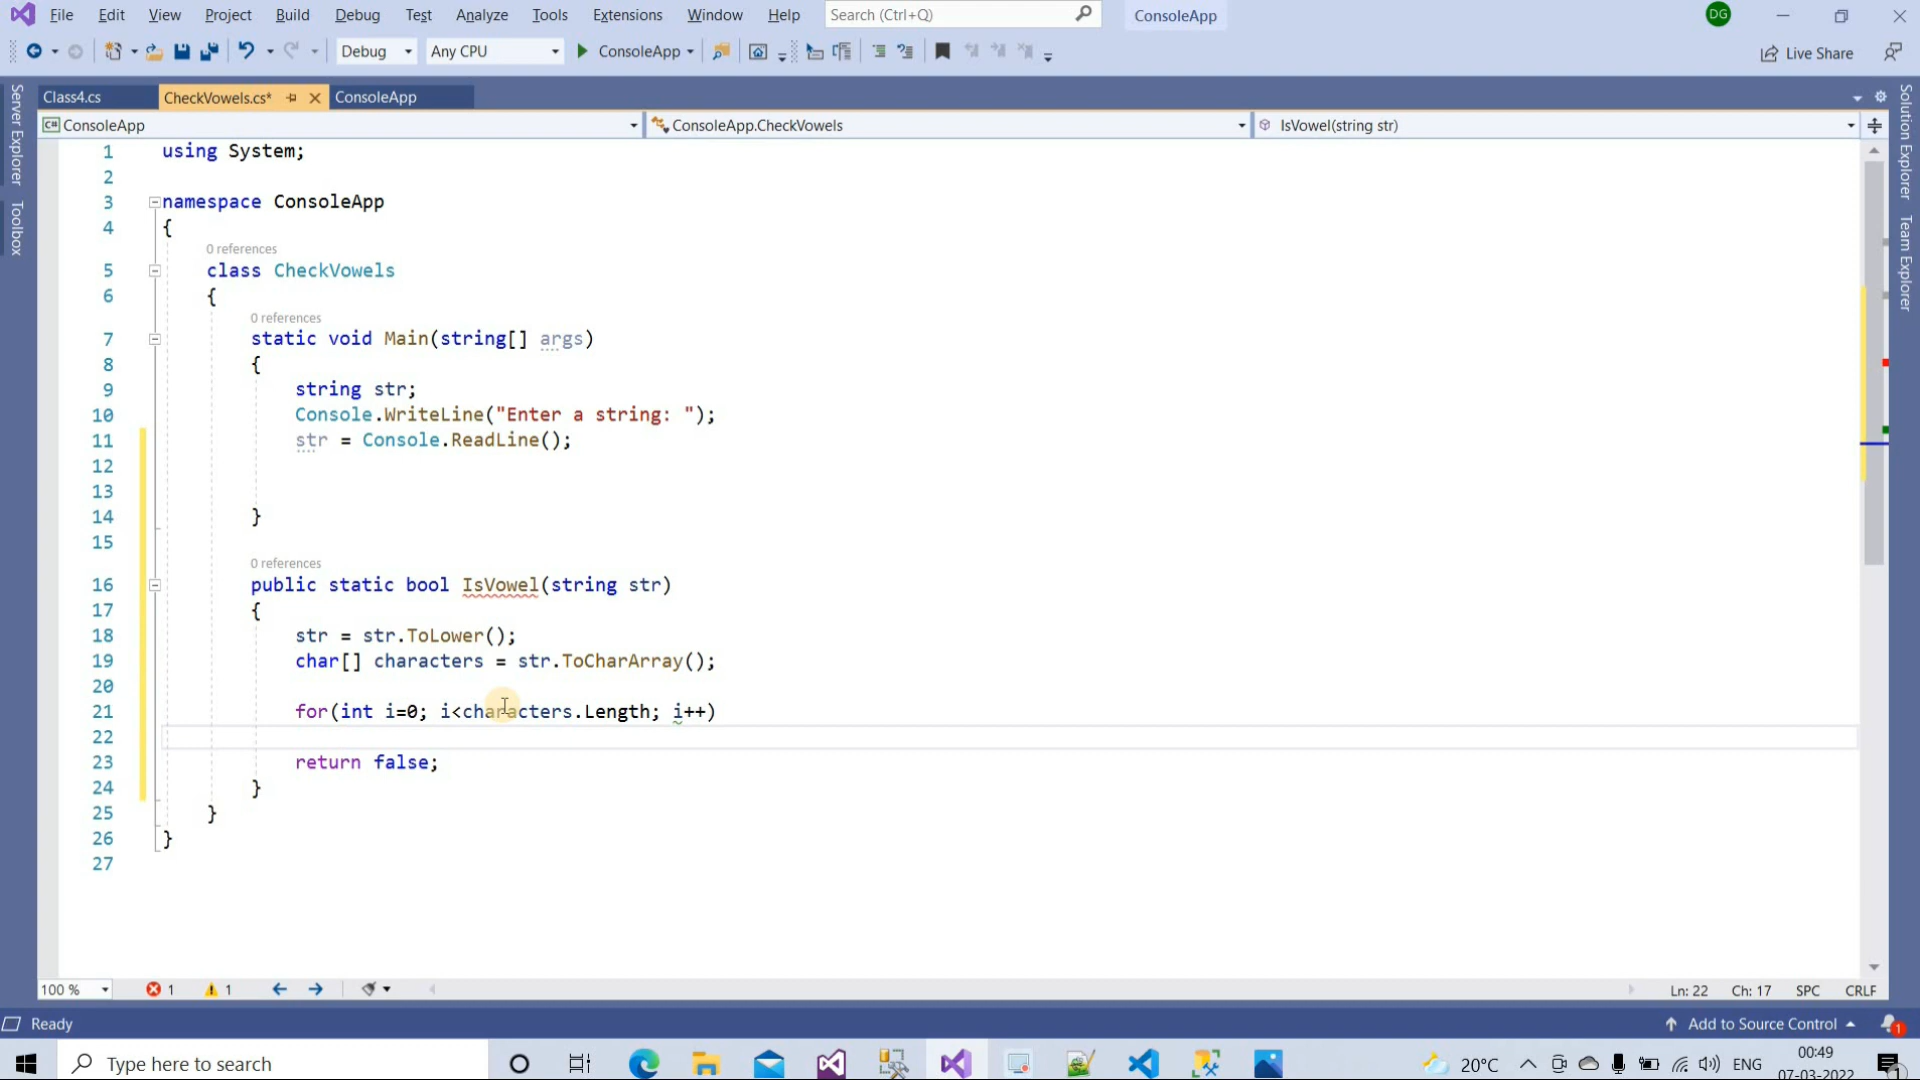 File Edit View Project Build Debug Test Analyze Tools Extensions Window Help Search (Ctrl+Q) ConsoleApp DG
Debug Any CPU ConsoleApp Live Share
Class4.cs CheckVowels.cs* ConsoleApp
ConsoleApp ConsoleApp.CheckVowels IsVowel(string str)
Server Explorer
Toolbox
Solution Explorer
Team Explorer
1 using System;
2
3 namespace ConsoleApp
4 {
0 references
5 class CheckVowels
6 {
0 references
7 static void Main(string[] args)
8 {
9 string str;
10 Console.WriteLine("Enter a string: ");
11 str = Console.ReadLine();
12
13
14 }
15
0 references
16 public static bool IsVowel(string str)
17 {
18 str = str.ToLower();
19 char[] characters = str.ToCharArray();
20
21 for(int i=0; i<characters.Length; i++)
22
23 return false;
24 }
25 }
26 }
27
100 % 1 1 Ln: 22 Ch: 17 SPC CRLF
Ready Add to Source Control 1
Type here to search 20°C ENG 00:49
07-03-2022 1